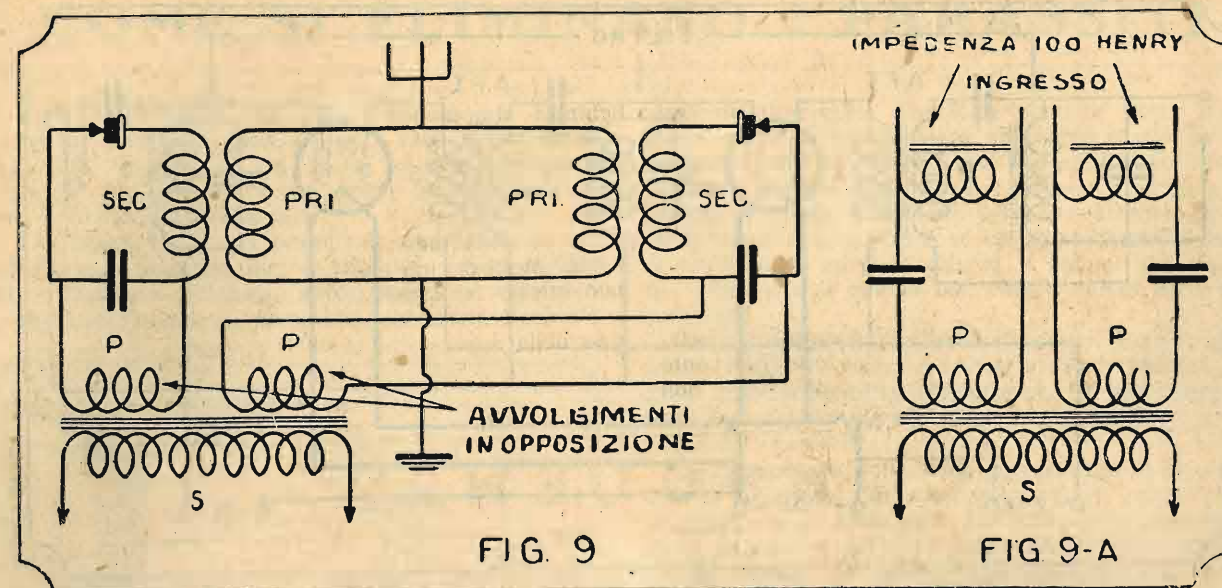 IMPEDENZA 100 HENRY
INGRESSO
SEC
PRI
PRI.
SEC.
P
P
P
P
AVVOLGIMENTI
IN OPPOSIZIONE
S
S
FIG. 9
FIG 9-A